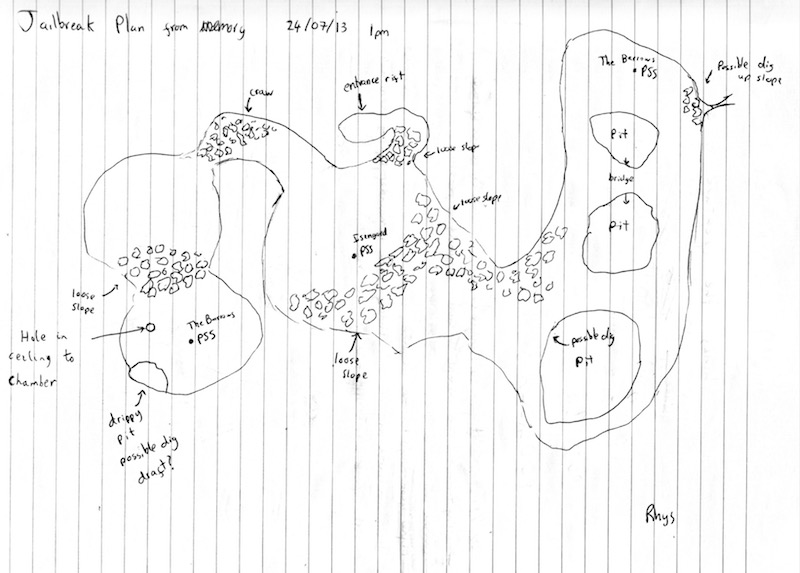 Jailbreak Plan from memory 24/07/13 1pm
craw
entrance rift
The Barrows
PSS
Possible dig
up slope
Pit
bridge
Pit
loose slope
loose slope
Isengard
PSS
loose
slope
Hole in
ceiling to
Chamber
The Barrows
PSS
loose
slope
possible dig
Pit
drippy
pit
possible dig
draft?
Rhys